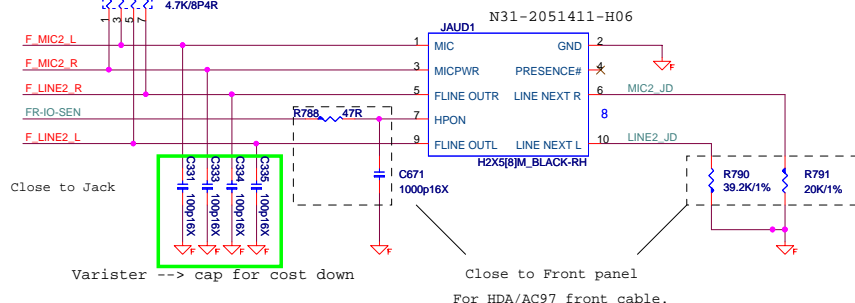 4.7K/8P4R
N31-2051411-H06
JAUD1
1
3
5
7
F_MIC2_L
1
MIC
GND
2
F
F_MIC2_R
3
MICPWR
PRESENCE#
4
F_LINE2_R
5
FLINE OUTR
LINE NEXT R
6
MIC2_JD
FR-IO-SEN
R788
47R
7
HPON
8
F_LINE2_L
9
FLINE OUTL
LINE NEXT L
10
LINE2_JD
H2X5[8]M_BLACK-RH
Close to Jack
C331
100p16X
C333
100p16X
C334
100p16X
C335
100p16X
C671
1000p16X
R790
39.2K/1%
R791
20K/1%
F
F
F
F
F
F
Varister --> cap for cost down
Close to Front panel
For HDA/AC97 front cable.